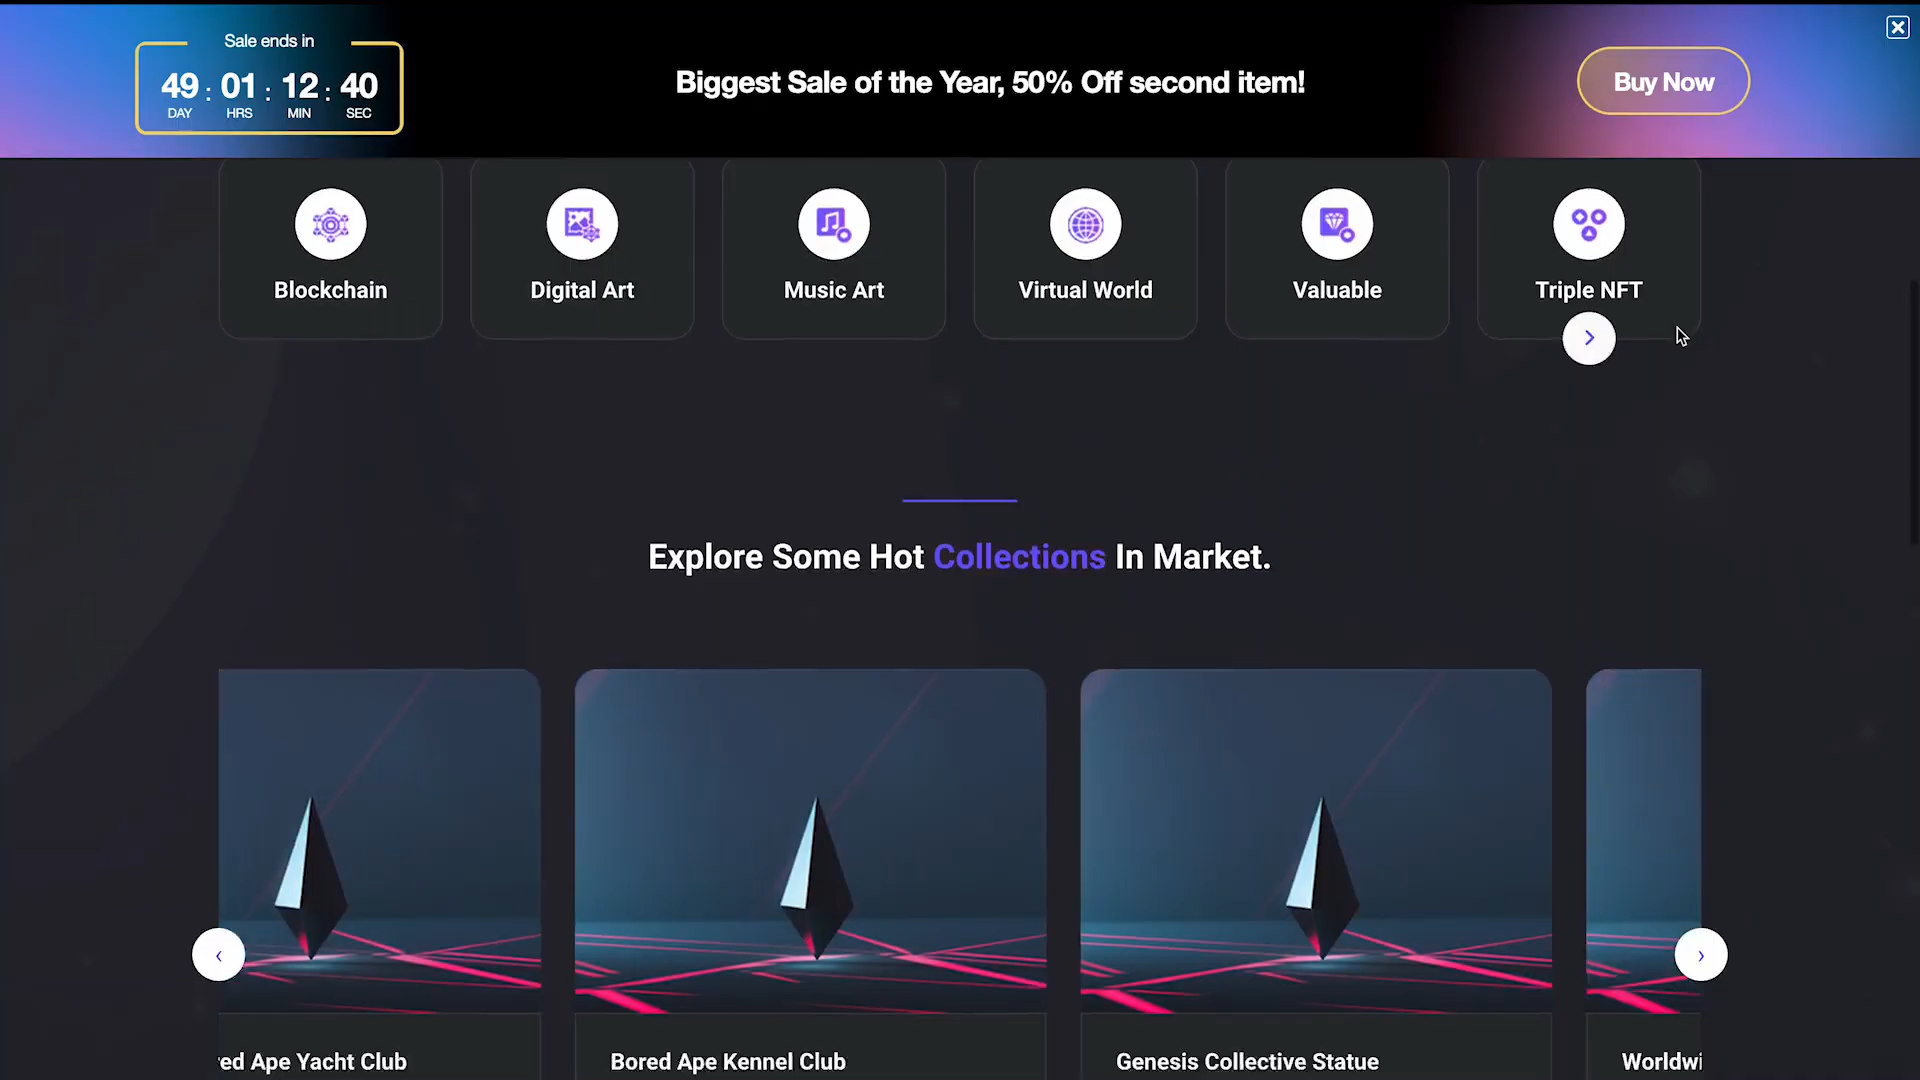 Sale ends in
49 : 01 : 12 : 40
DAY HRS MIN SEC
Biggest Sale of the Year, 50% Off second item!
Buy Now
Blockchain
Digital Art
Music Art
Virtual World
Valuable
Triple NFT
Explore Some Hot Collections In Market.
ed Ape Yacht Club
Bored Ape Kennel Club
Genesis Collective Statue
Worldwi